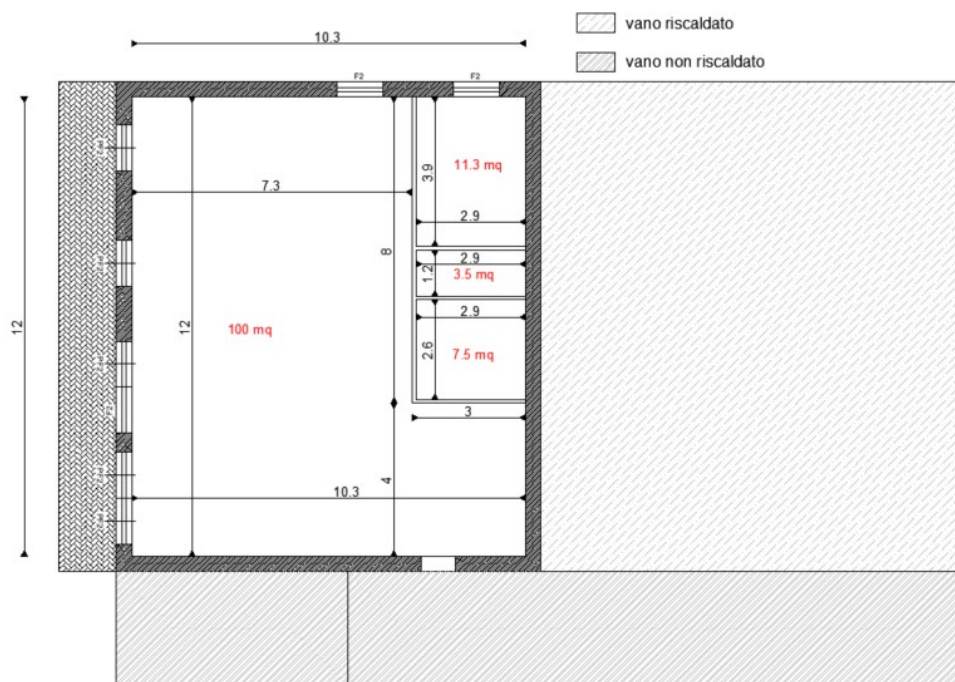 vano riscaldato
10.3
vano non riscaldato
F2
F2
11.3 mq
3.9
7.3
2.9
8
2.9
1.2
3.5 mq
2.9
12
12
100 mq
2.6
7.5 mq
3
4
10.3